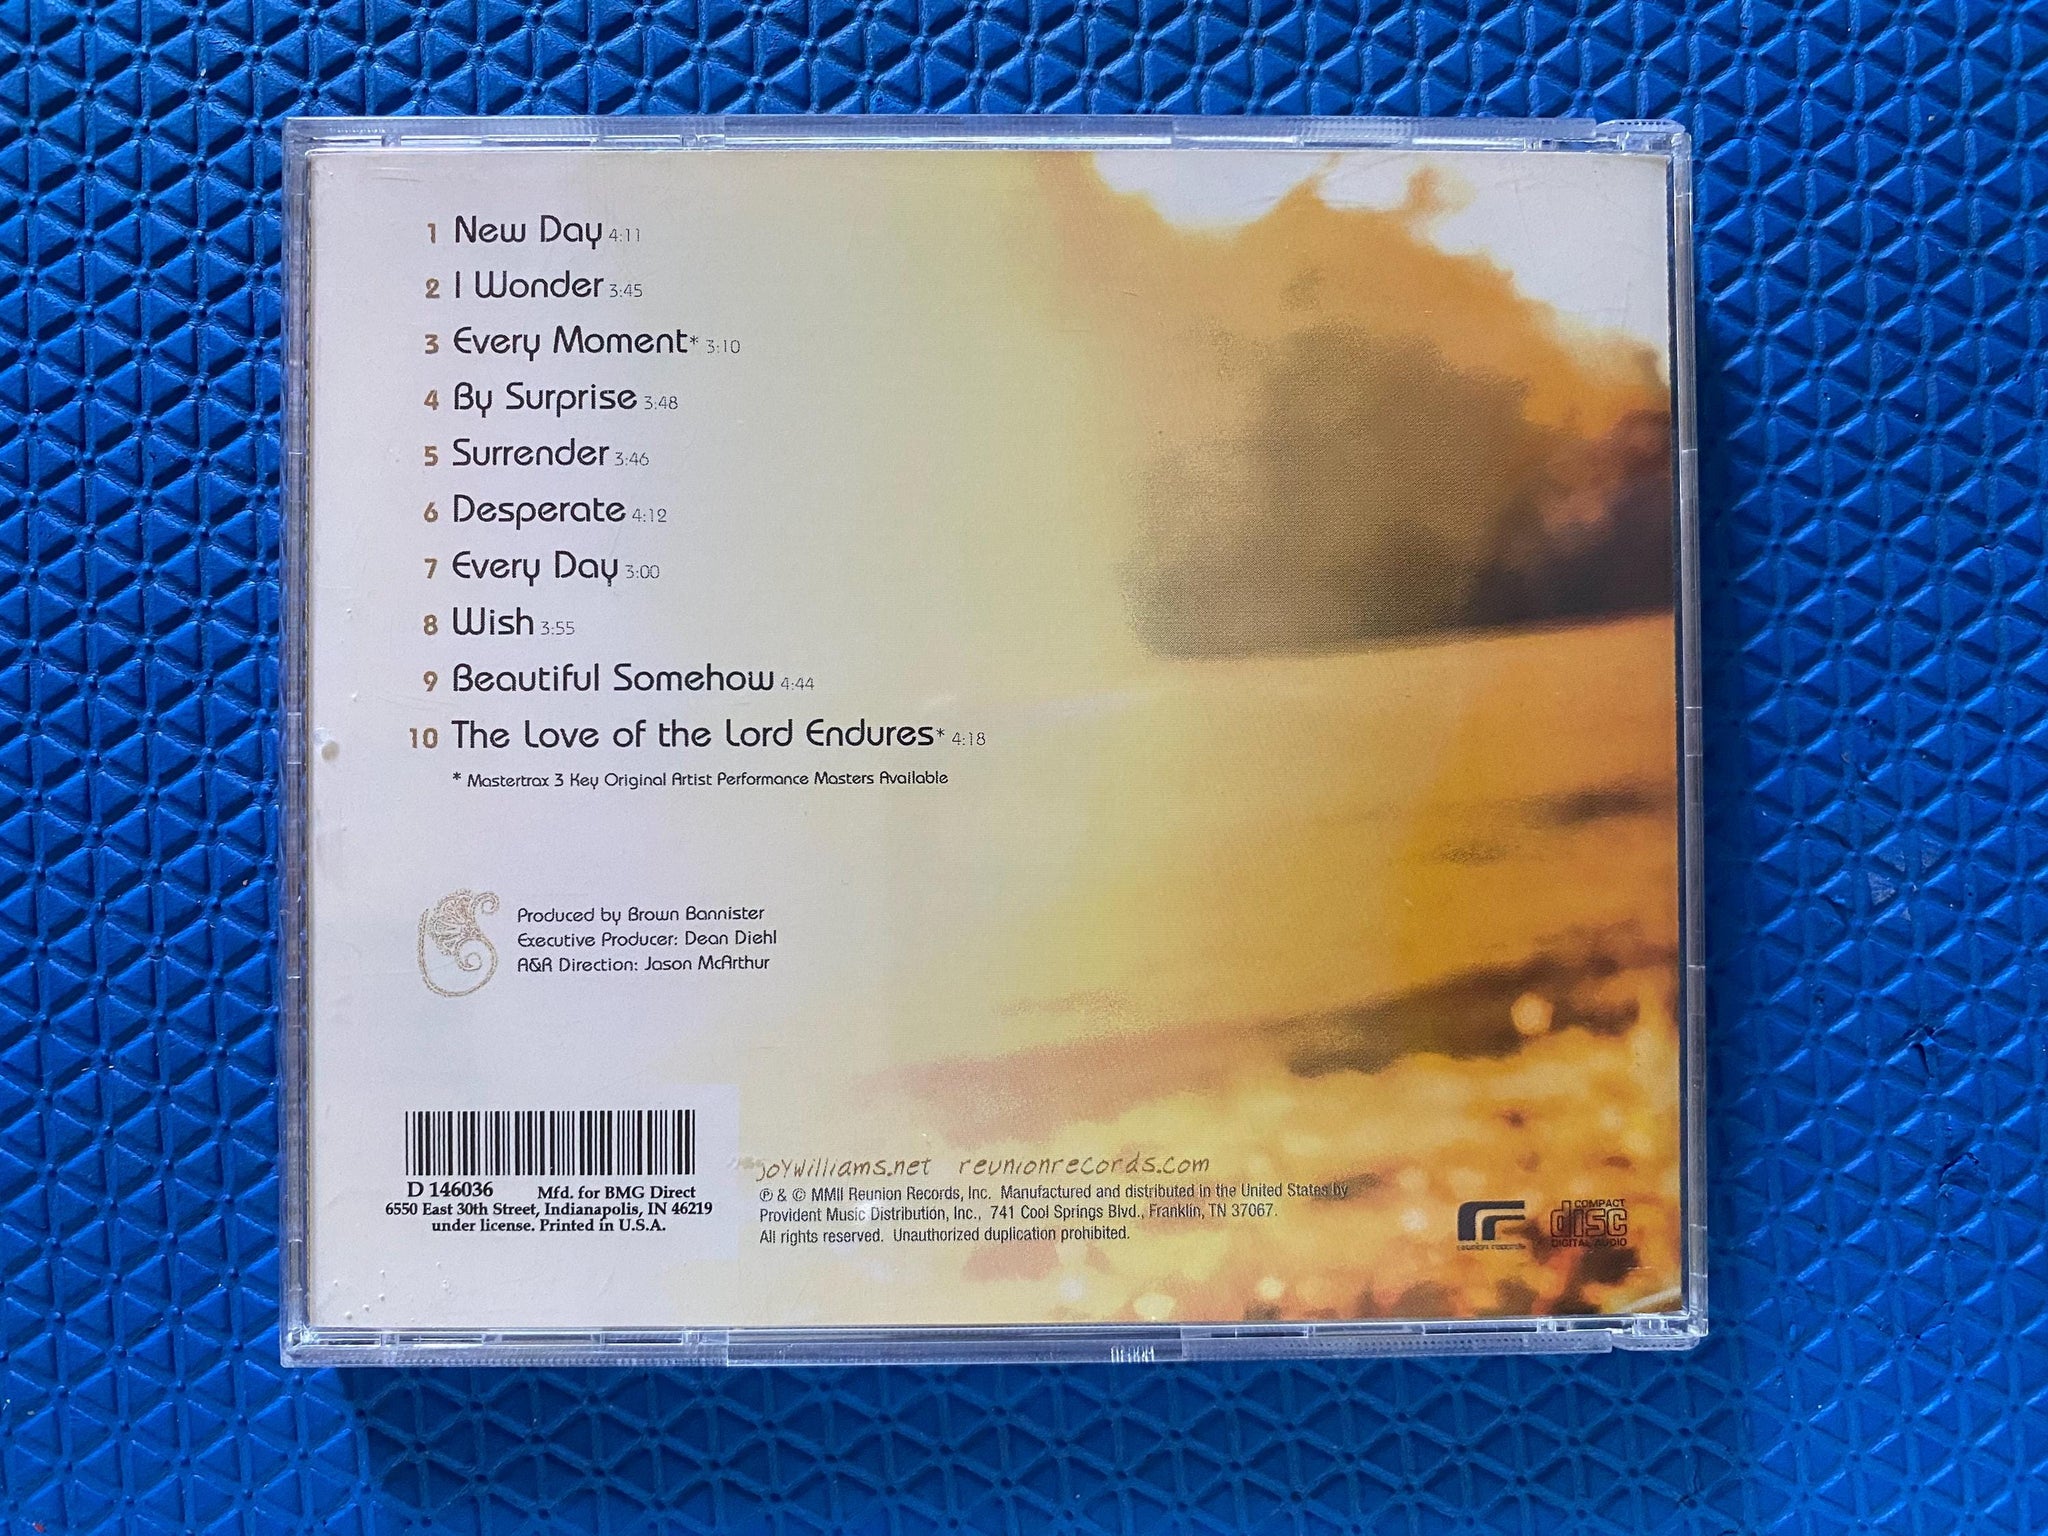 1 New Day 4:11
2 I Wonder 3:45
3 Every Moment* 3:10
4 By Surprise 3:48
5 Surrender 3:46
6 Desperate 4:12
7 Every Day 3:00
8 Wish 3:55
9 Beautiful Somehow 4:44
10 The Love of the Lord Endures* 4:18
* Mastertrax 3 Key Original Artist Performance Masters Available
Produced by Brown Bannister
Executive Producer: Dean Diehl
A&R Direction: Jason McArthur
D 146036 Mfd. for BMG Direct
6550 East 30th Street, Indianapolis, IN 46219
under license. Printed in U.S.A.
joywilliams.net reunionrecords.com
℗ & © MMII Reunion Records, Inc. Manufactured and distributed in the United States by
Provident Music Distribution, Inc., 741 Cool Springs Blvd., Franklin, TN 37067.
All rights reserved. Unauthorized duplication prohibited.
reunion records
COMPACT
disc
DIGITAL AUDIO